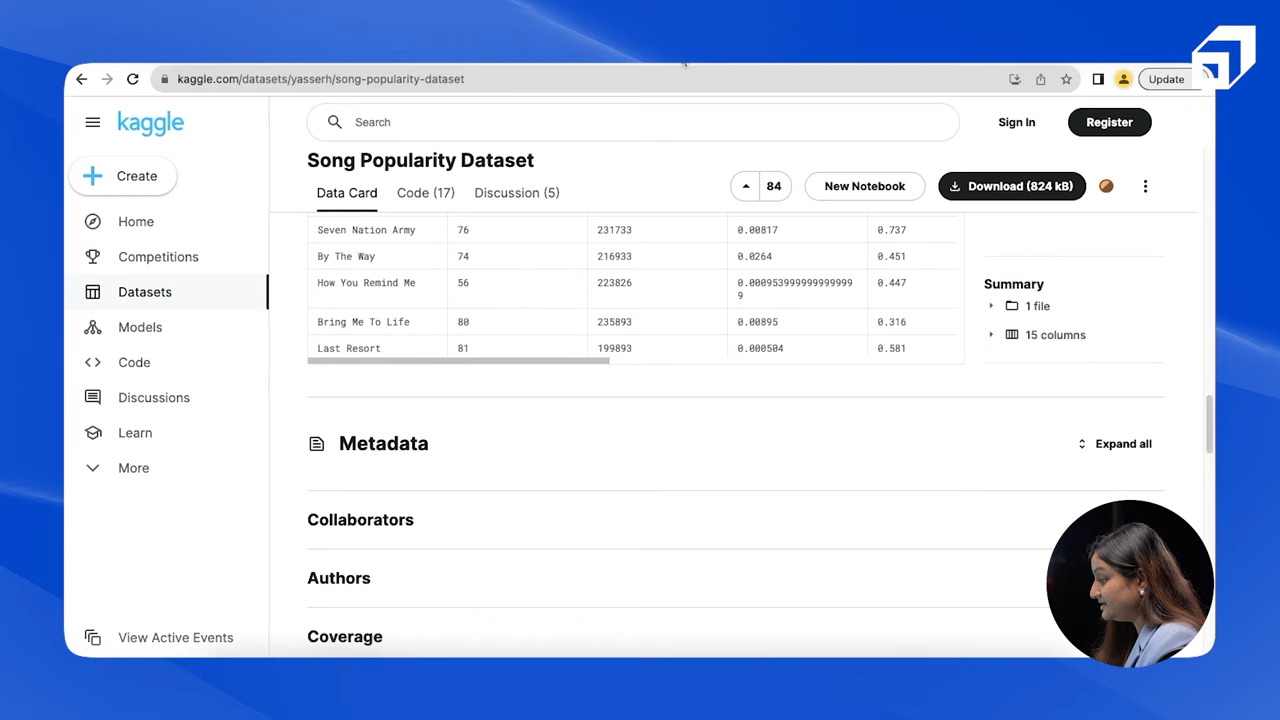 kaggle.com/datasets/yasserh/song-popularity-dataset
Update
kaggle
Search
Sign In
Register
Create
Song Popularity Dataset
Data Card
Code (17)
Discussion (5)
84
New Notebook
Download (824 kB)
Home
Competitions
Datasets
Models
Code
Discussions
Learn
More
View Active Events
Seven Nation Army 76 231733 0.00817 0.737
By The Way 74 216933 0.0264 0.451
How You Remind Me 56 223826 0.000953999999999999 0.447
9
Bring Me To Life 80 235893 0.00895 0.316
Last Resort 81 199893 0.000504 0.581
Summary
1 file
15 columns
Metadata
Expand all
Collaborators
Authors
Coverage